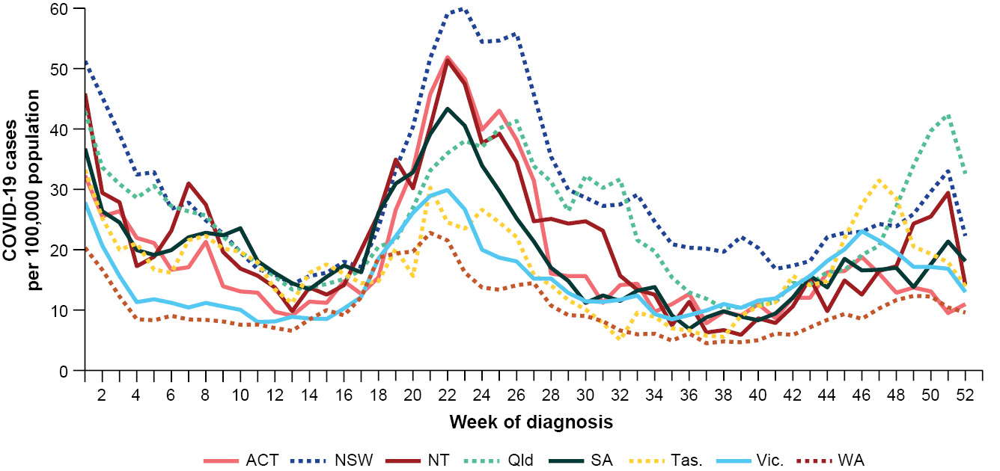 60
50
40
30
20
10
0
COVID-19 cases
per 100,000 population
2 4 6 8 10 12 14 16 18 20 22 24 26 28 30 32 34 36 38 40 42 44 46 48 50 52
Week of diagnosis
ACT NSW NT Qld SA Tas. Vic. WA